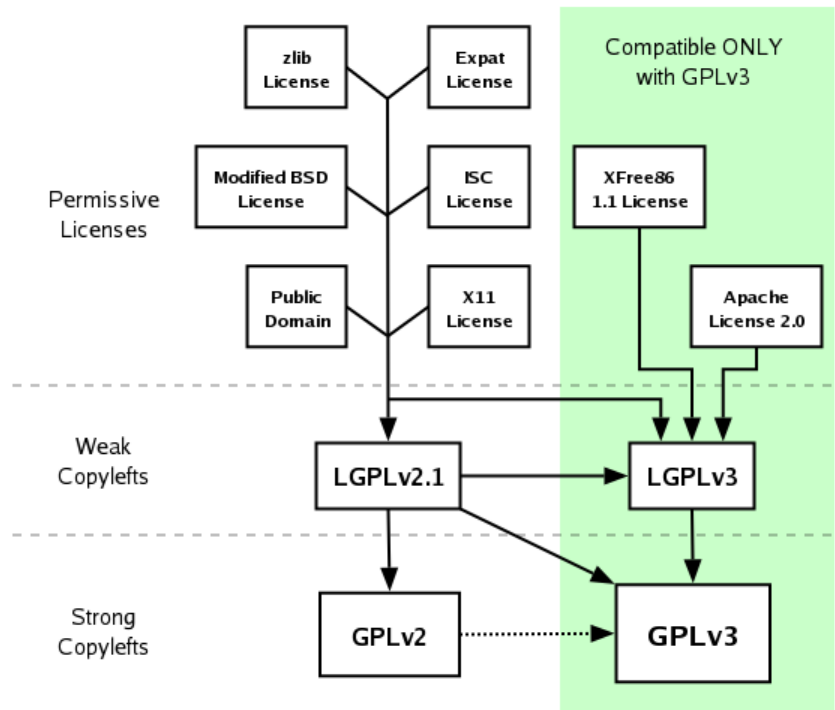 zlib
License
Expat
License
Compatible ONLY
with GPLv3
Permissive
Licenses
Modified BSD
License
ISC
License
XFree86
1.1 License
Public
Domain
X11
License
Apache
License 2.0
Weak
Copylefts
LGPLv2.1
LGPLv3
Strong
Copylefts
GPLv2
GPLv3